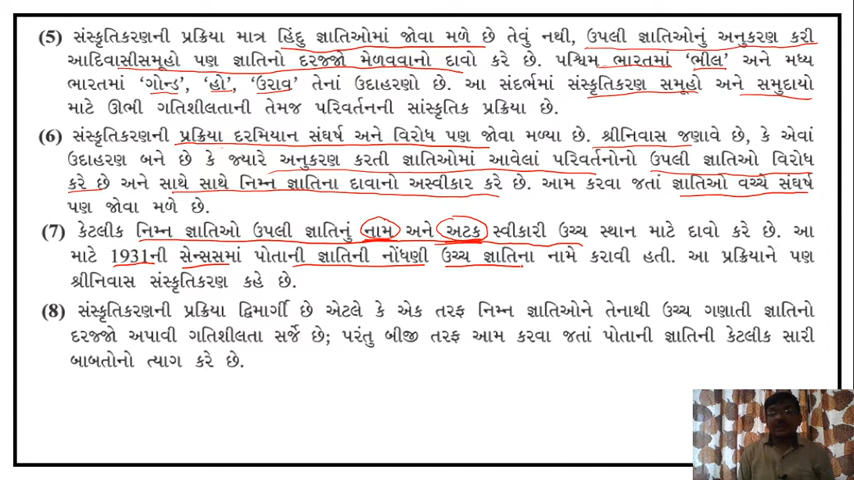 (5) સંસ્કૃતિકરણની પ્રક્રિયા માત્ર હિંદુ જ્ઞાતિઓમાં જોવા મળે છે તેવું નથી, ઉપલી જ્ઞાતિઓનું અનુકરણ કરી
આદિવાસીસમૂહો પણ જ્ઞાતિનો દરજ્જો મેળવવાનો દાવો કરે છે. પશ્ચિમ ભારતમાં ‘ભીલ’ અને મધ્ય
ભારતમાં ‘ગોન્ડ’, ‘હો’, ‘ઉરાવ’ તેનાં ઉદાહરણો છે. આ સંદર્ભમાં સંસ્કૃતિકરણ સમૂહો અને સમુદાયો
માટે ઊભી ગતિશીલતાની તેમજ પરિવર્તનની સાંસ્કૃતિક પ્રક્રિયા છે.
(6) સંસ્કૃતિકરણની પ્રક્રિયા દરમિયાન સંઘર્ષ અને વિરોધ પણ જોવા મળ્યા છે. શ્રીનિવાસ જણાવે છે, કે એવાં
ઉદાહરણ બને છે કે જ્યારે અનુકરણ કરતી જ્ઞાતિઓમાં આવેલાં પરિવર્તનોનો ઉપલી જ્ઞાતિઓ વિરોધ
કરે છે અને સાથે સાથે નિમ્ન જ્ઞાતિના દાવાનો અસ્વીકાર કરે છે. આમ કરવા જતાં જ્ઞાતિઓ વચ્ચે સંઘર્ષ
પણ જોવા મળે છે.
(7) કેટલીક નિમ્ન જ્ઞાતિઓ ઉપલી જ્ઞાતિનું નામ અને અટક સ્વીકારી ઉચ્ચ સ્થાન માટે દાવો કરે છે. આ
માટે 1931ની સેન્સસમાં પોતાની જ્ઞાતિની નોંધણી ઉચ્ચ જ્ઞાતિના નામે કરાવી હતી. આ પ્રક્રિયાને પણ
શ્રીનિવાસ સંસ્કૃતિકરણ કહે છે.
(8) સંસ્કૃતિકરણની પ્રક્રિયા દ્વિમાર્ગી છે એટલે કે એક તરફ નિમ્ન જ્ઞાતિઓને તેનાથી ઉચ્ચ ગણાતી જ્ઞાતિનો
દરજ્જો અપાવી ગતિશીલતા સર્જે છે; પરંતુ બીજી તરફ આમ કરવા જતાં પોતાની જ્ઞાતિની કેટલીક સારી
બાબતોનો ત્યાગ કરે છે.